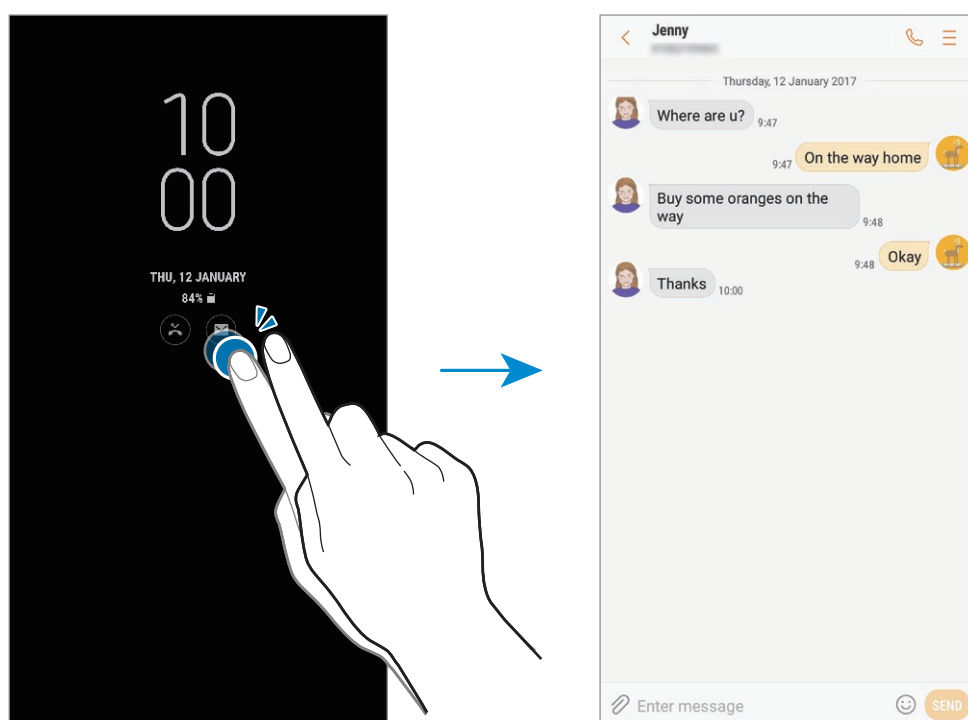 10
00
THU, 12 JANUARY
84%
Jenny
Thursday, 12 January 2017
Where are u?
9:47
9:47
On the way home
Buy some oranges on the
way
9:48
9:48
Okay
Thanks
10:00
Enter message
SEND